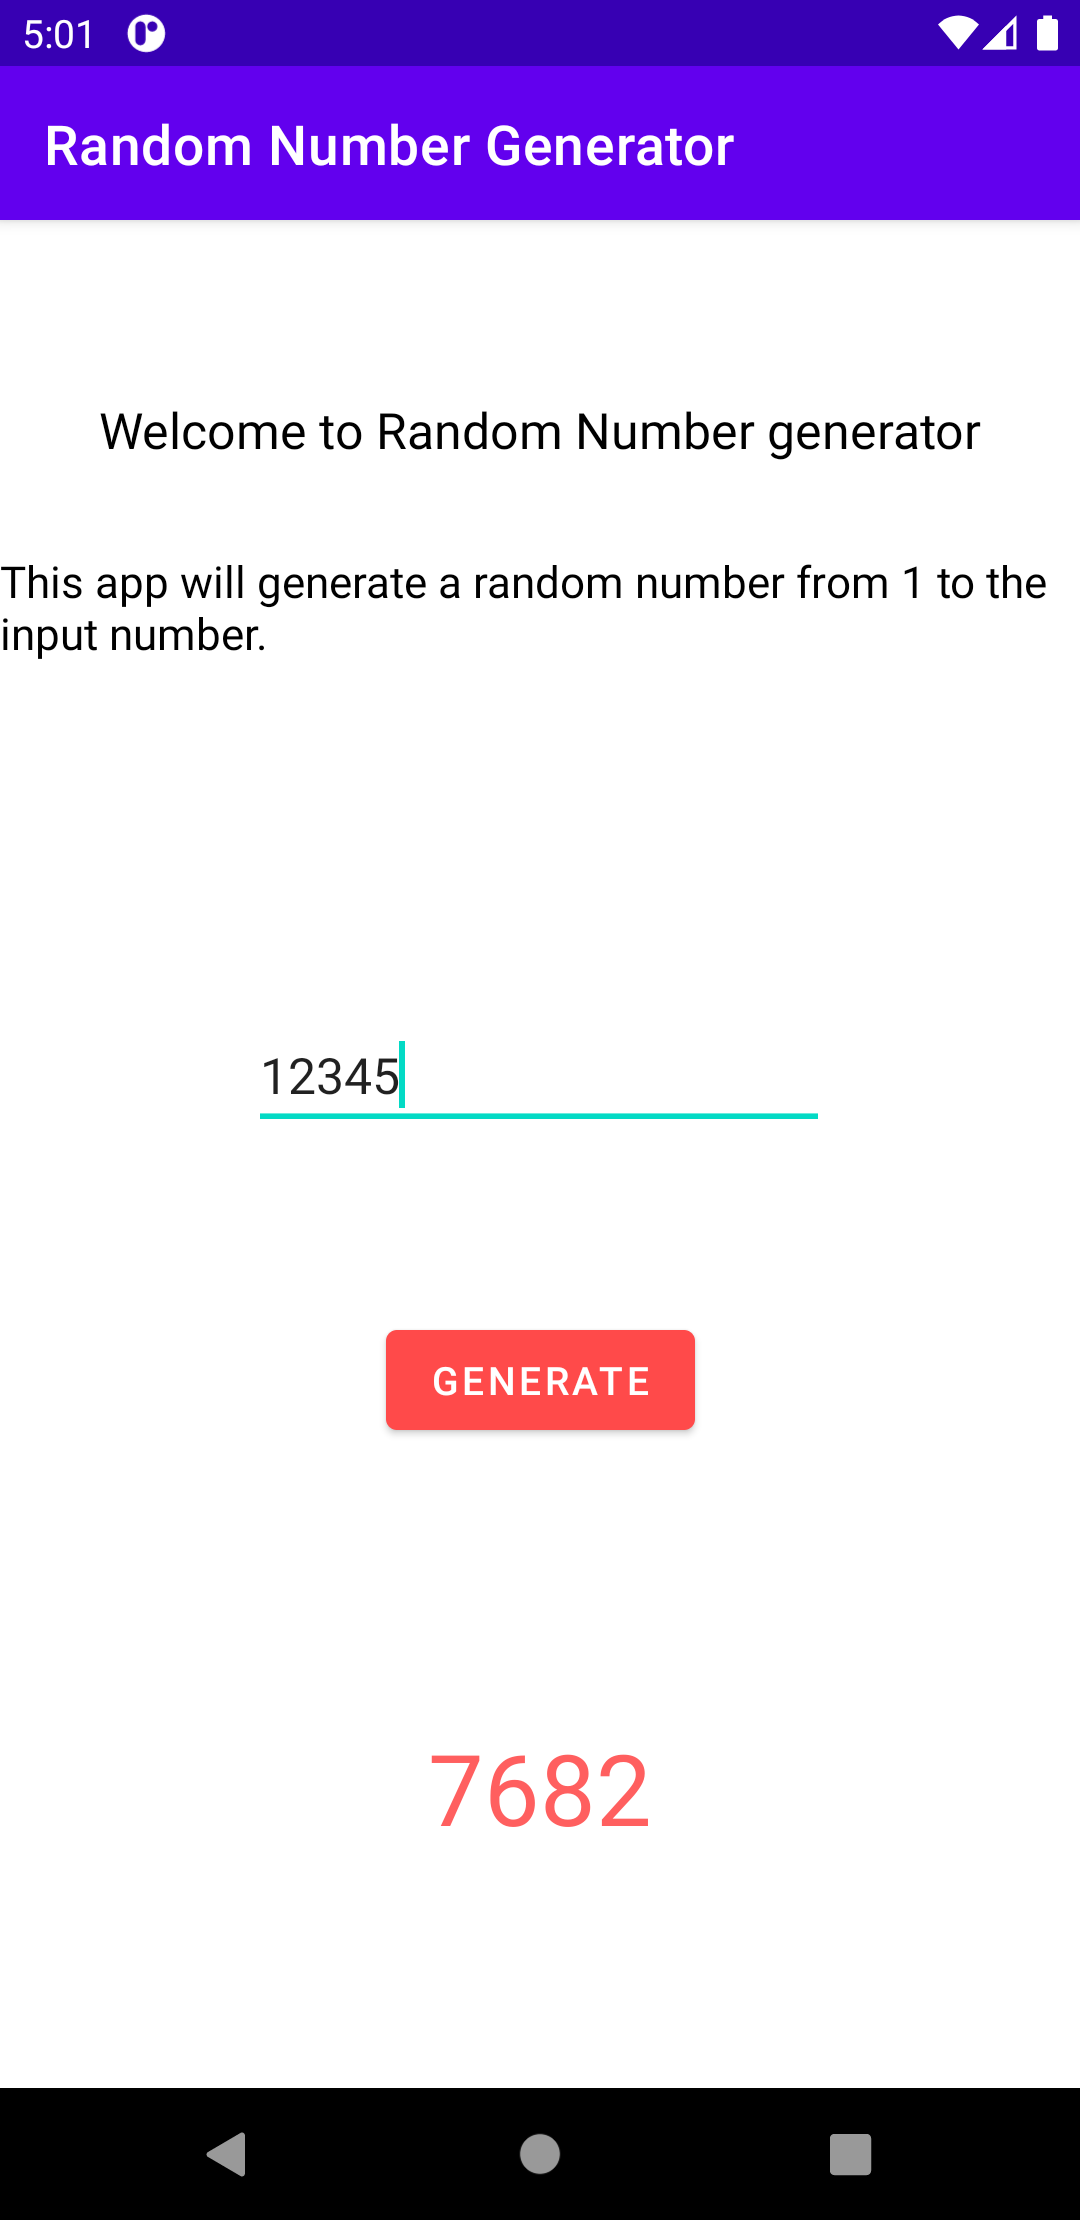 5:01
Random Number Generator
Welcome to Random Number generator
This app will generate a random number from 1 to the
input number.
12345
GENERATE
7682